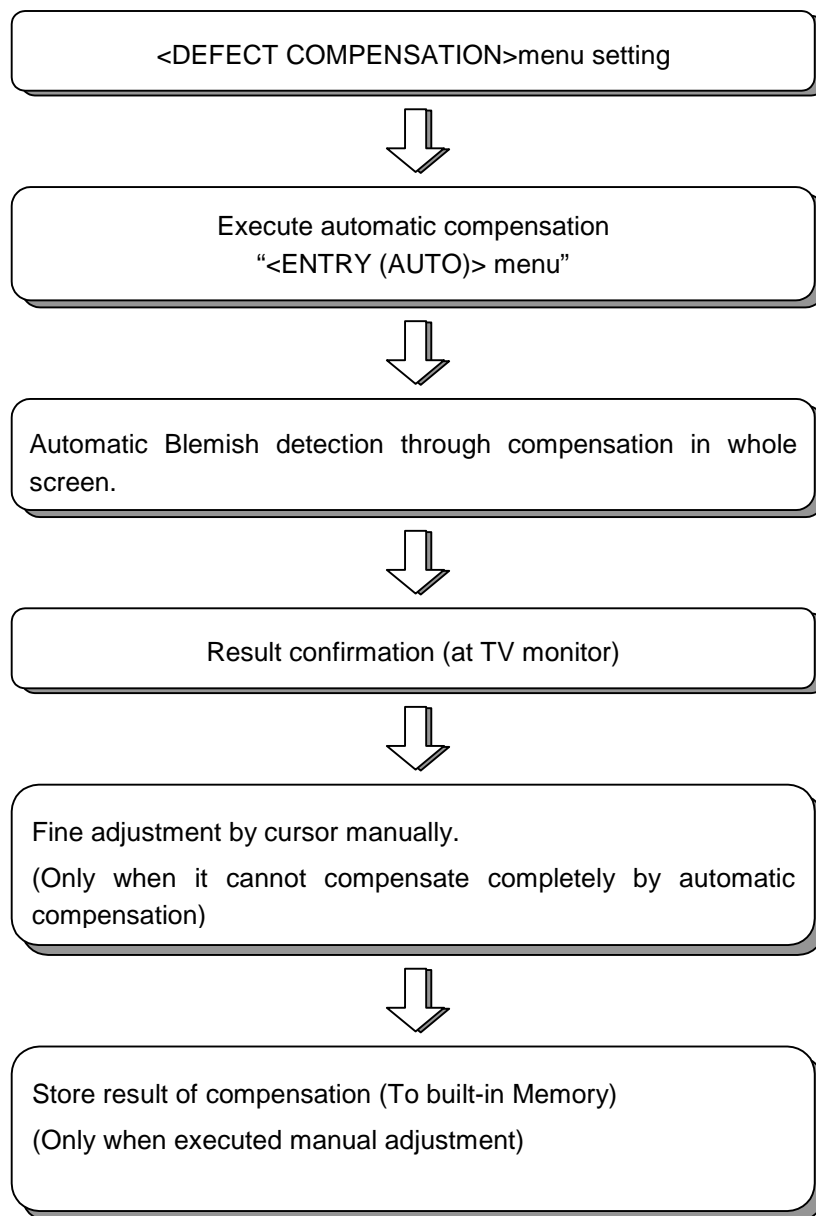 <DEFECT COMPENSATION>menu setting
Execute automatic compensation
“<ENTRY (AUTO)> menu”
Automatic Blemish detection through compensation in whole
screen.
Result confirmation (at TV monitor)
Fine adjustment by cursor manually.
(Only when it cannot compensate completely by automatic
compensation)
Store result of compensation (To built-in Memory)
(Only when executed manual adjustment)